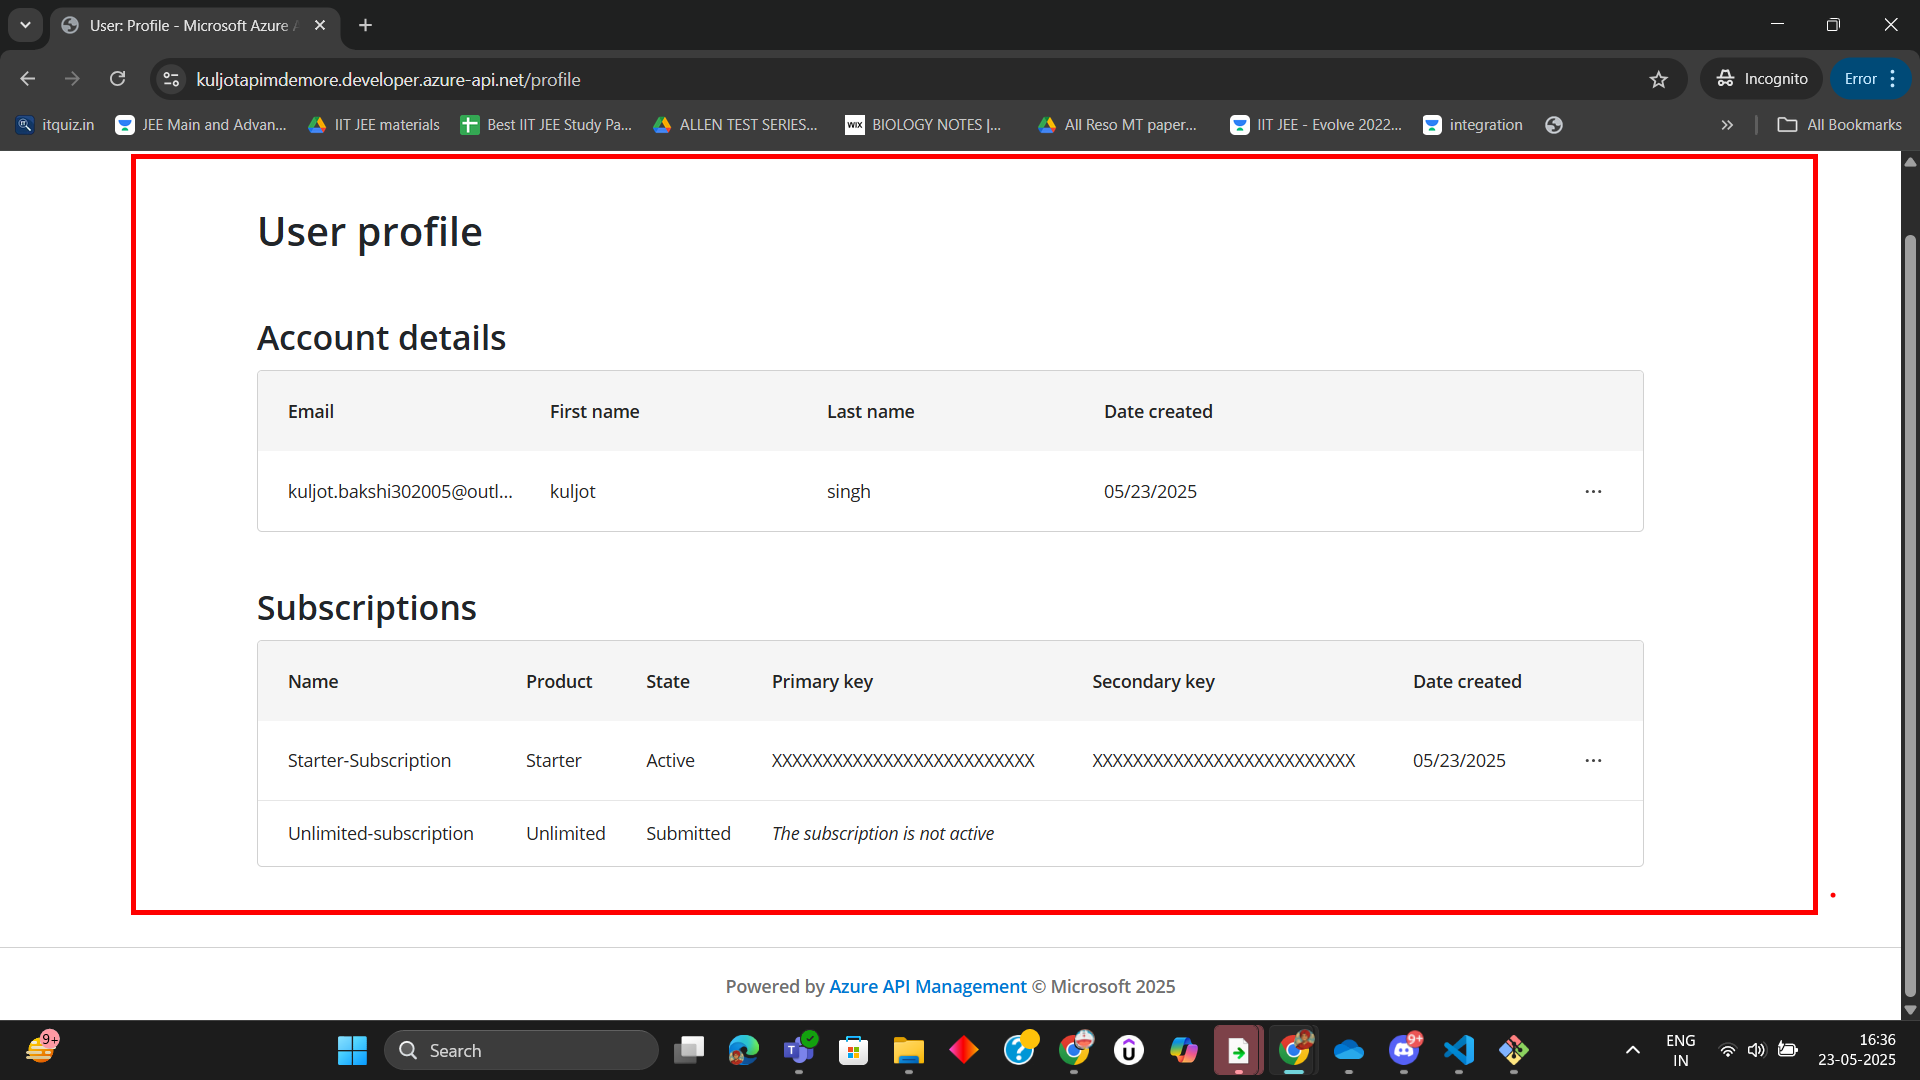 User: Profile - Microsoft Azure
kuljotapimdemore.developer.azure-api.net/profile
Incognito
Error
itquiz.in
JEE Main and Advan...
IIT JEE materials
Best IIT JEE Study Pa...
ALLEN TEST SERIES...
WIX
BIOLOGY NOTES |...
All Reso MT paper...
IIT JEE - Evolve 2022...
integration
All Bookmarks
User profile
Account details
Email First name Last name Date created
kuljot.bakshi302005@outl... kuljot singh 05/23/2025 ...
Subscriptions
Name Product State Primary key Secondary key Date created
Starter-Subscription Starter Active XXXXXXXXXXXXXXXXXXXXXXXXXX XXXXXXXXXXXXXXXXXXXXXXXXXX 05/23/2025 ...
Unlimited-subscription Unlimited Submitted The subscription is not active
Powered by Azure API Management © Microsoft 2025
9+
Search
T
9+
ENG
IN
16:36
23-05-2025